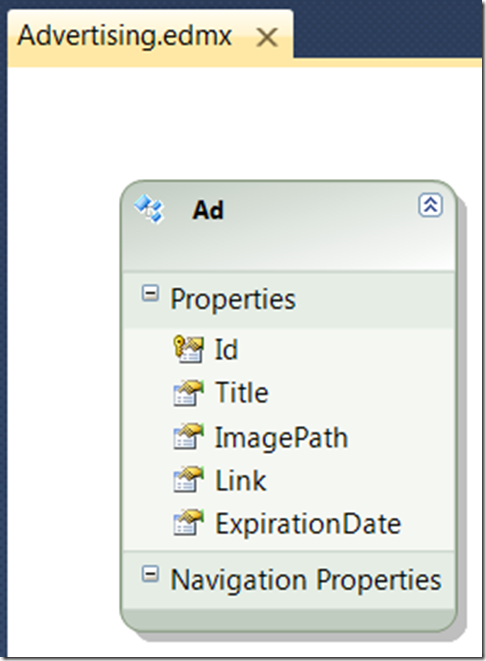 Advertising.edmx
Ad
Properties
Id
Title
ImagePath
Link
ExpirationDate
Navigation Properties